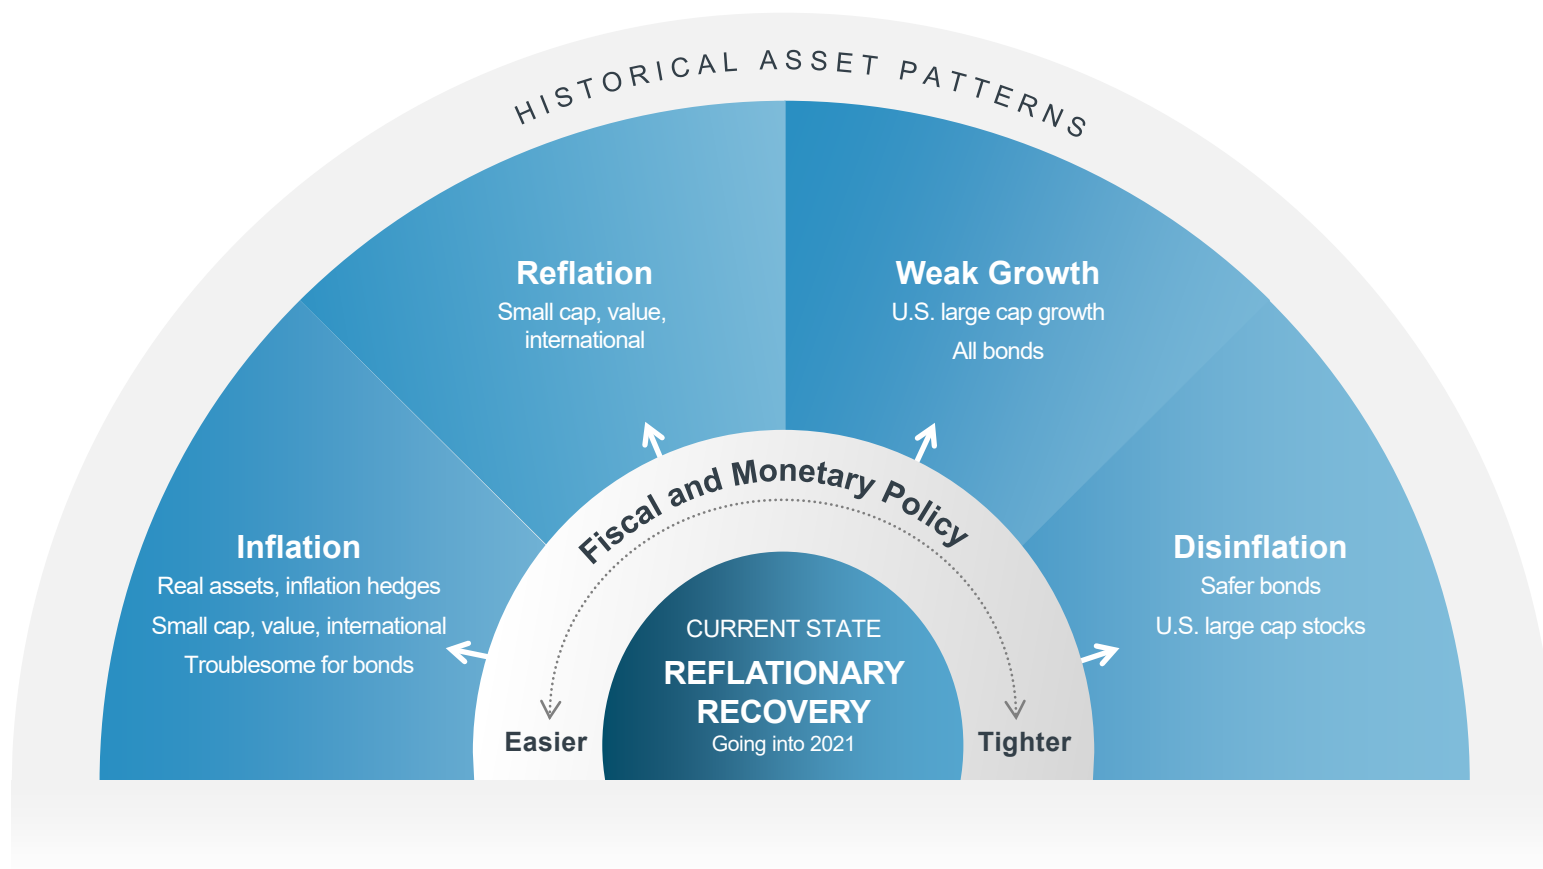 HISTORICAL ASSET PATTERNS
Reflation
Small cap, value,
international
Weak Growth
U.S. large cap growth
All bonds
Inflation
Real assets, inflation hedges
Small cap, value, international
Troublesome for bonds
Disinflation
Safer bonds
U.S. large cap stocks
Fiscal and Monetary Policy
Easier
Tighter
CURRENT STATE
REFLATIONARY
RECOVERY
Going into 2021